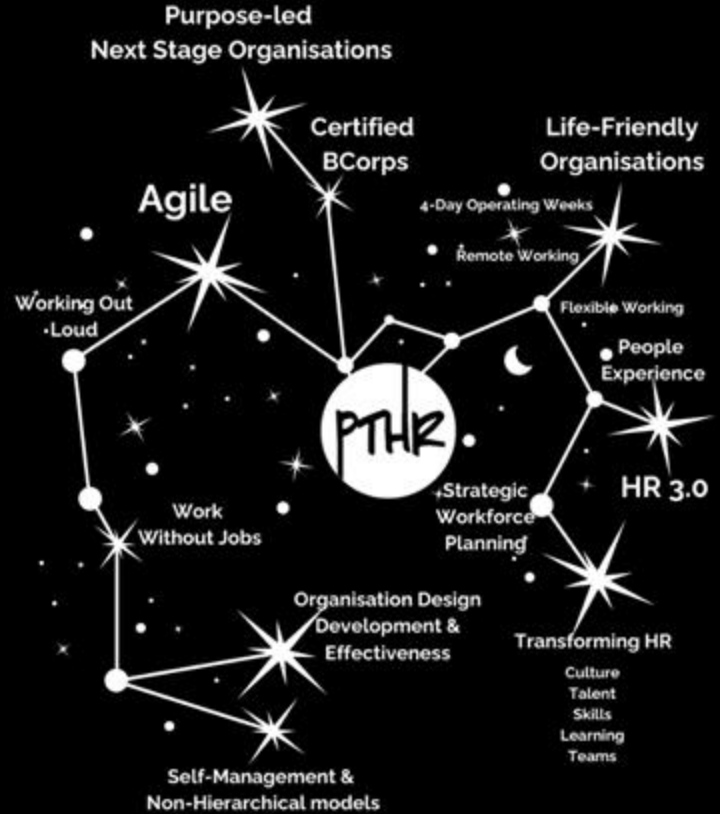 Purpose-led
Next Stage Organisations
Certified
BCorps
Life-Friendly
Organisations
Agile
4-Day Operating Weeks
Remote Working
Working Out
Loud
Flexible Working
People
Experience
PTHR
HR 3.0
Strategic
Workforce
Planning
Work
Without Jobs
Organisation Design
Development &
Effectiveness
Transforming HR
Culture
Talent
Skills
Learning
Teams
Self-Management &
Non-Hierarchical models